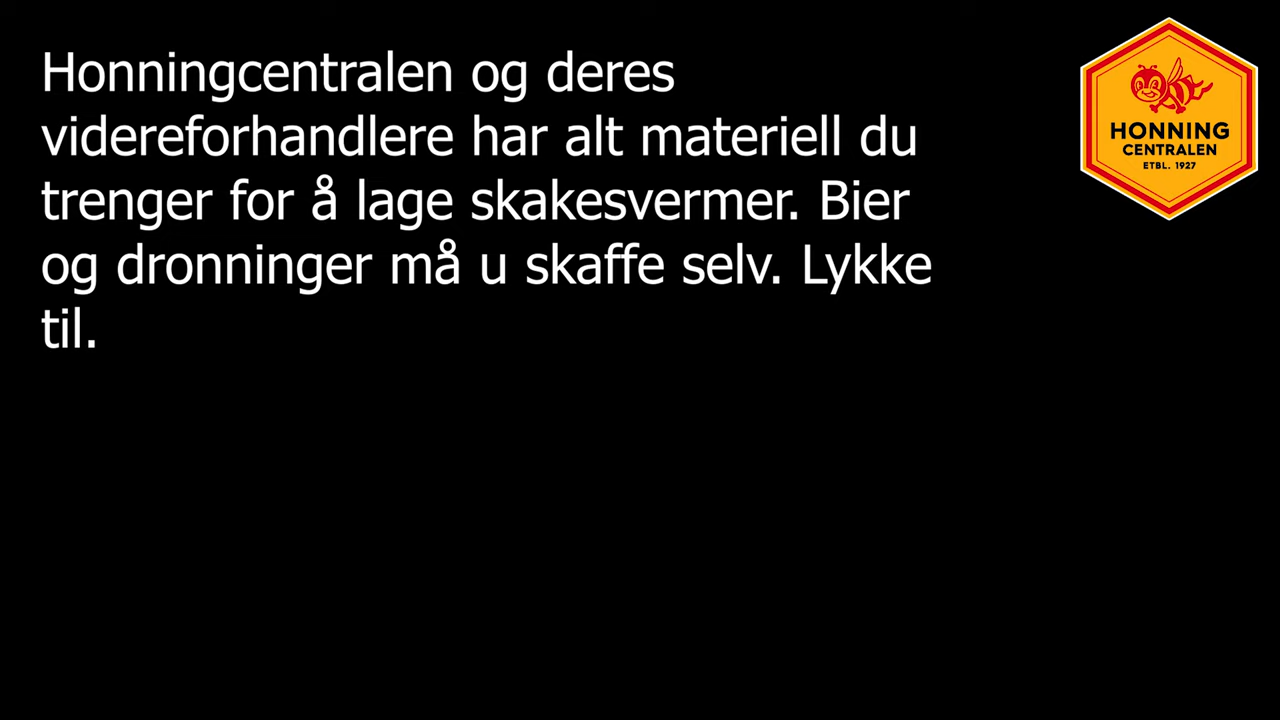 Honningcentralen og deres
videreforhandlere har alt materiell du
trenger for å lage skakesvermer. Bier
og dronninger må u skaffe selv. Lykke
til.
HONNING
CENTRALEN
ETBL. 1927